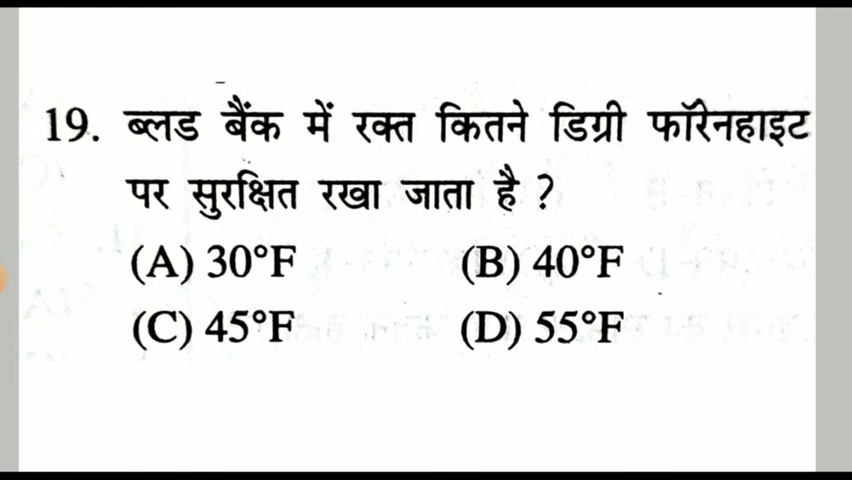 19. ब्लड बैंक में रक्त कितने डिग्री फॉरेनहाइट
पर सुरक्षित रखा जाता है ?
(A) 30°F (B) 40°F
(C) 45°F (D) 55°F